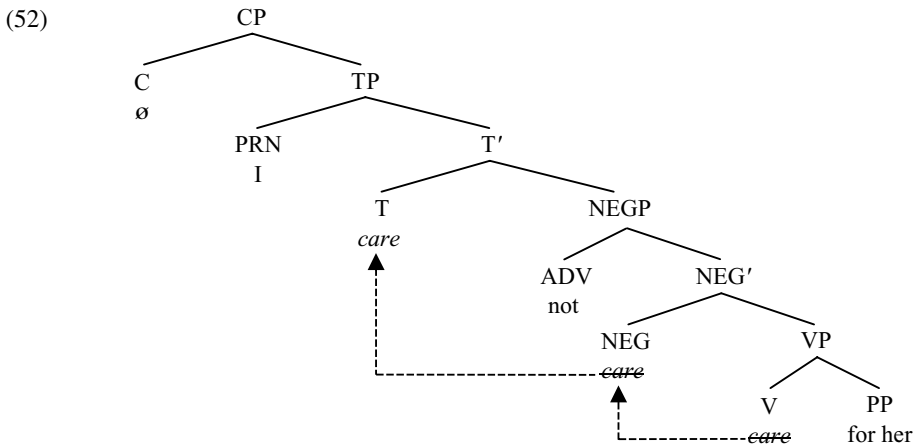 (52)
CP
C
ø
TP
PRN
I
T′
T
care
NEGP
ADV
not
NEG′
NEG
care
VP
V
care
PP
for her